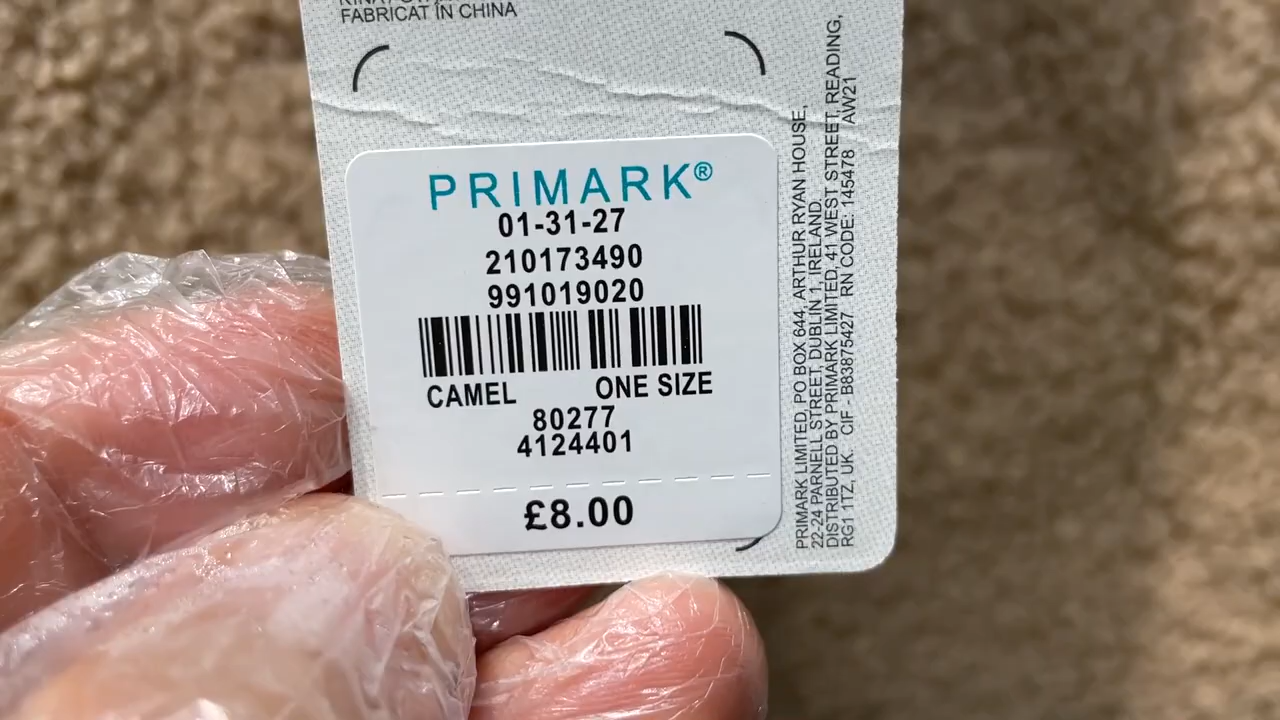 FABRICAT ÎN CHINA
PRIMARK®
01-31-27
210173490
991019020
CAMEL ONE SIZE
80277
4124401
£8.00
PRIMARK LIMITED, PO BOX 644, ARTHUR RYAN HOUSE,
22-24 PARNELL STREET, DUBLIN 1, IRELAND.
DISTRIBUTED BY PRIMARK LIMITED, 41 WEST STREET, READING,
RG1 1TZ, UK. CIF - B83875427 RN CODE: 145478 AW21